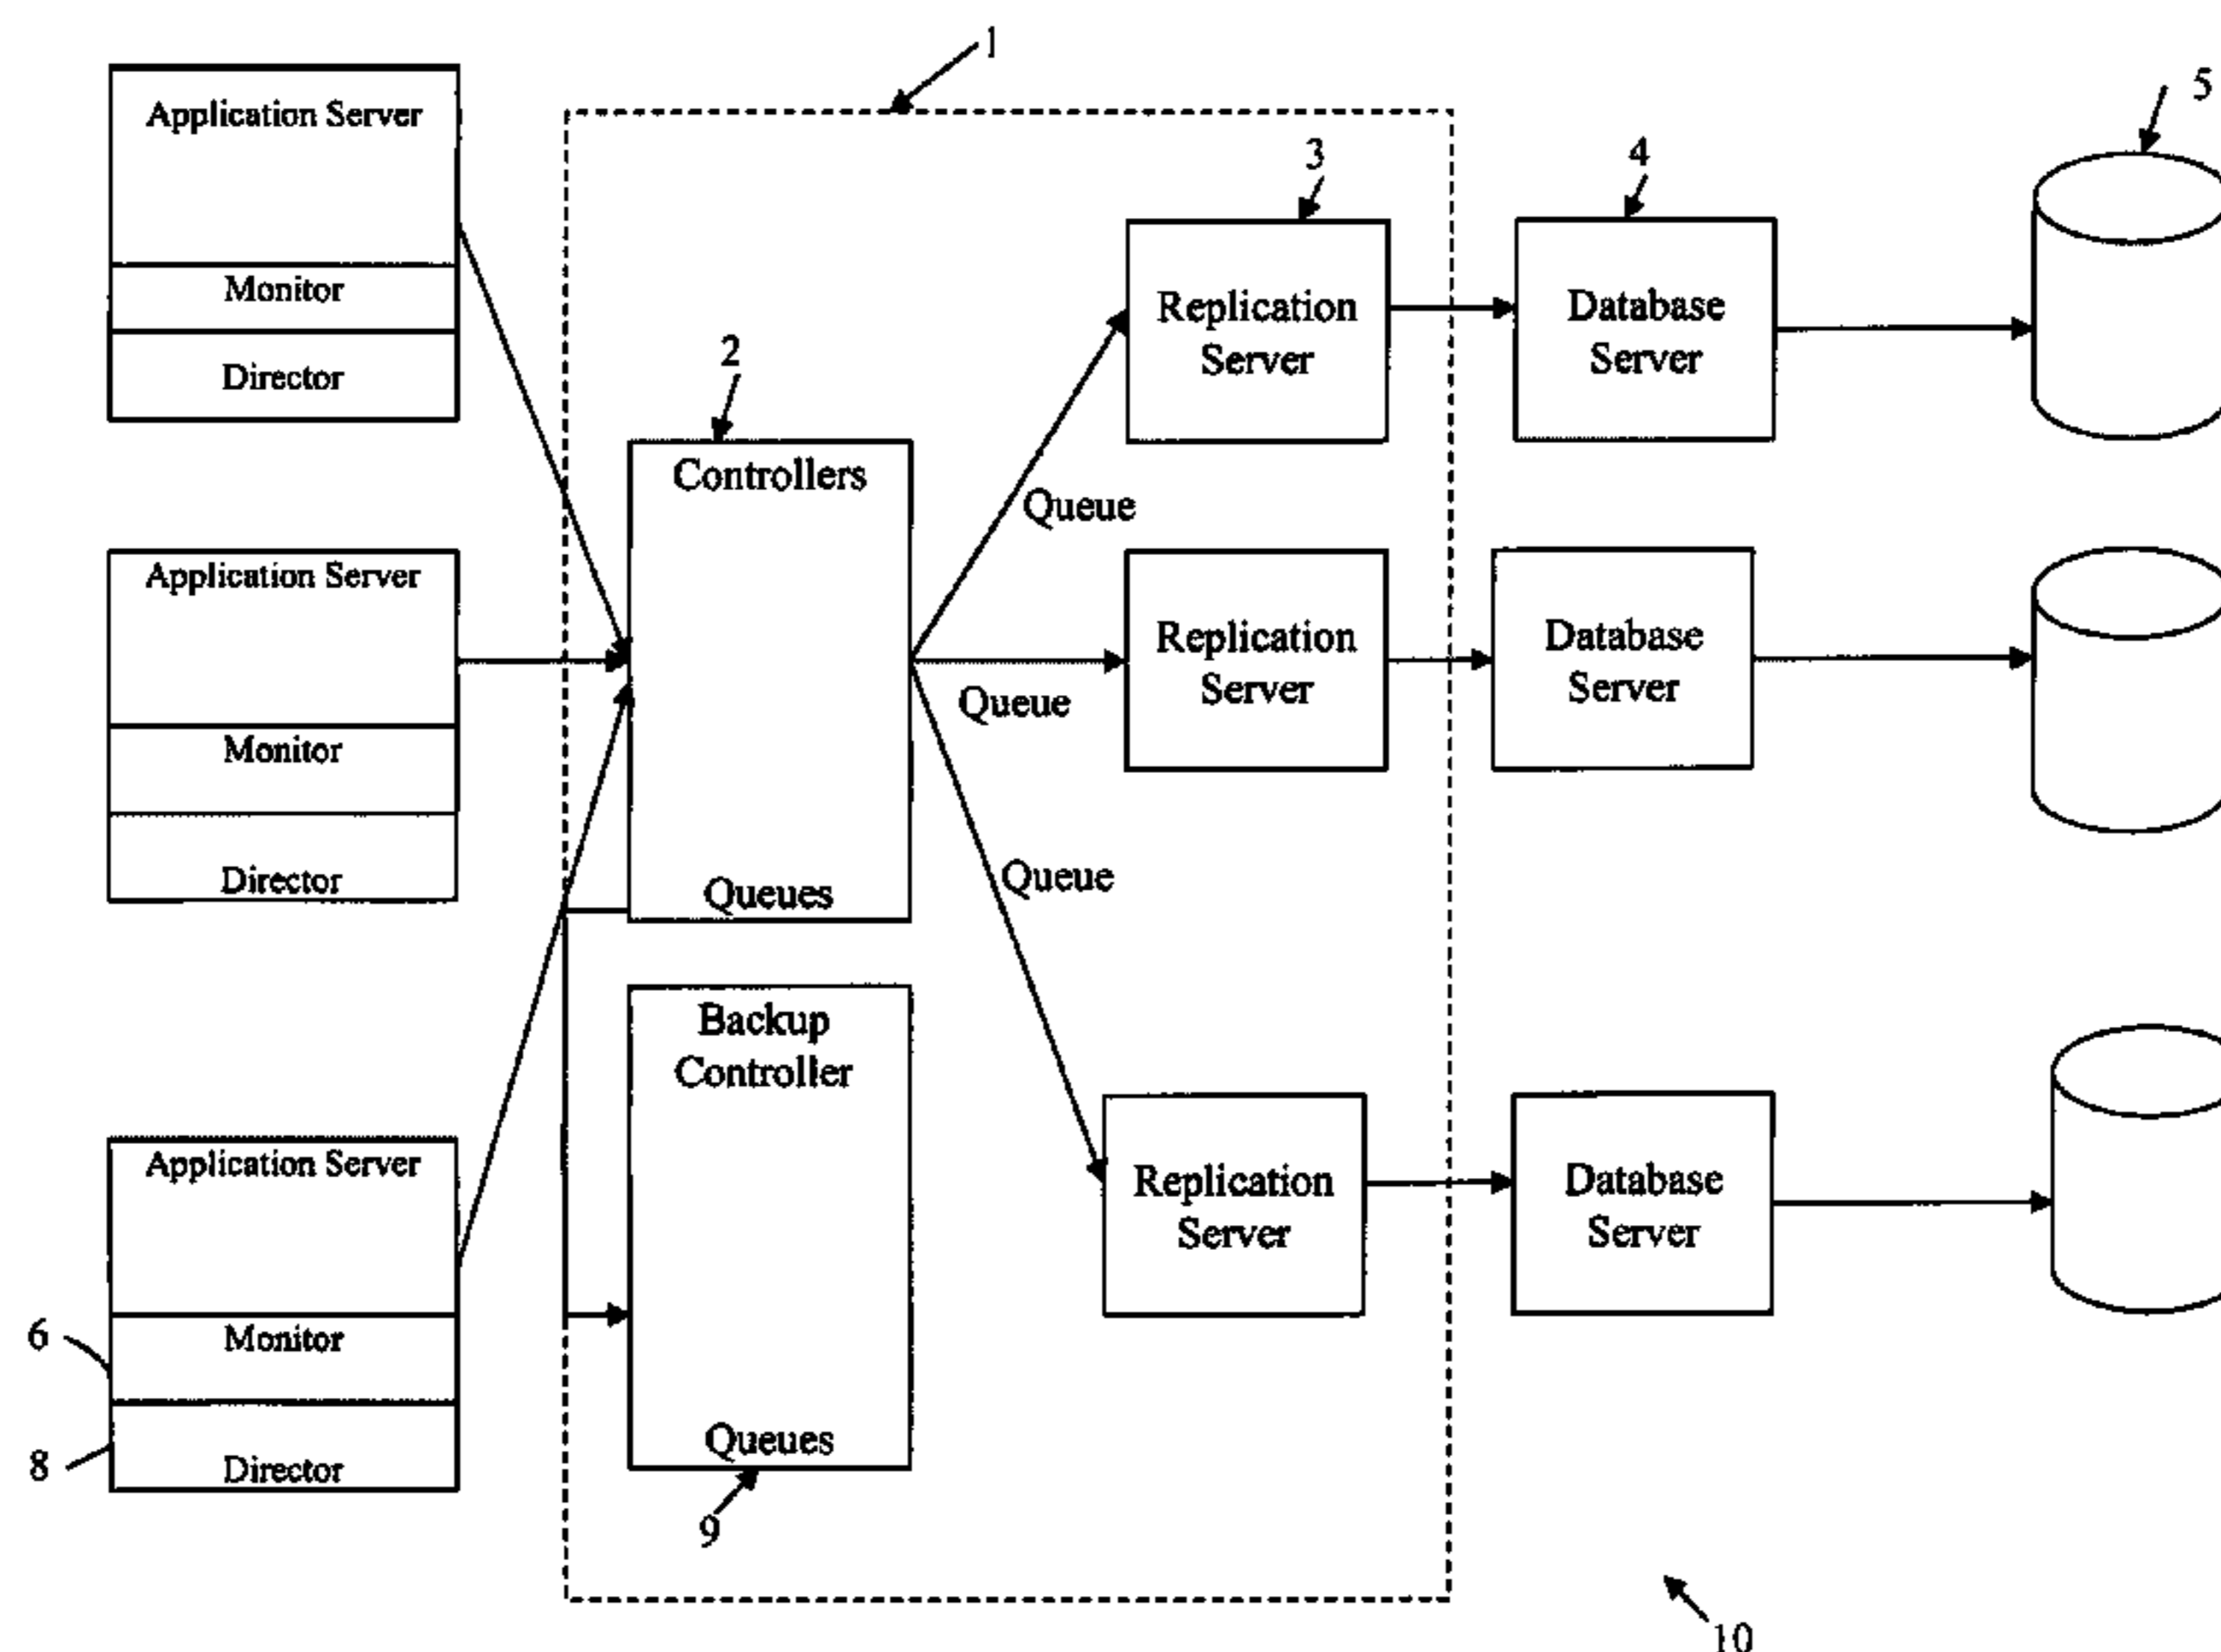 1
5
Application Server
Monitor
Director
3
4
Replication
Server
Database
Server
2
Controllers
Queues
Queue
Queue
Queue
Application Server
Monitor
Director
Replication
Server
Database
Server
Backup
Controller
Queues
9
Application Server
Monitor
Director
6
8
Replication
Server
Database
Server
10